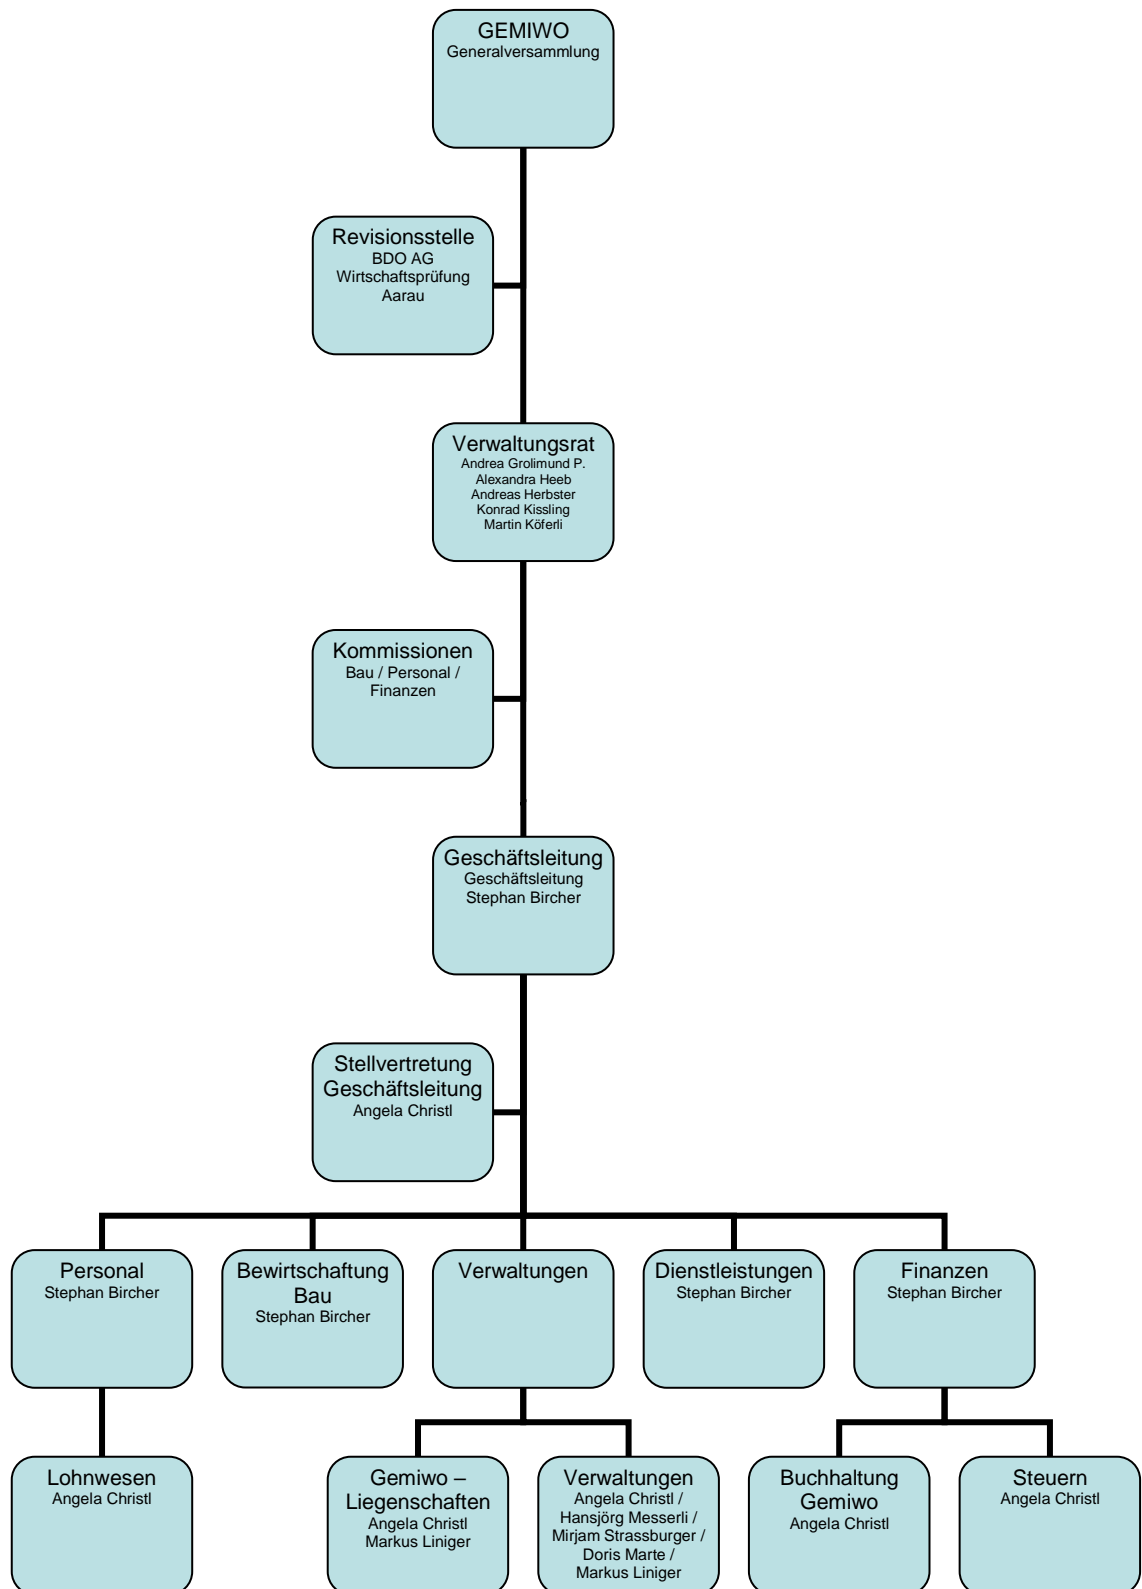 GEMIWO
Generalversammlung
Revisionsstelle
BDO AG
Wirtschaftsprüfung
Aarau
Verwaltungsrat
Andrea Grolimund P.
Alexandra Heeb
Andreas Herbster
Konrad Kissling
Martin Köferli
Kommissionen
Bau / Personal /
Finanzen
Geschäftsleitung
Geschäftsleitung
Stephan Bircher
Stellvertretung
Geschäftsleitung
Angela Christl
Personal
Stephan Bircher
Bewirtschaftung
Bau
Stephan Bircher
Verwaltungen
Dienstleistungen
Stephan Bircher
Finanzen
Stephan Bircher
Lohnwesen
Angela Christl
Gemiwo –
Liegenschaften
Angela Christl
Markus Liniger
Verwaltungen
Angela Christl /
Hansjörg Messerli /
Mirjam Strassburger /
Doris Marte /
Markus Liniger
Buchhaltung
Gemiwo
Angela Christl
Steuern
Angela Christl